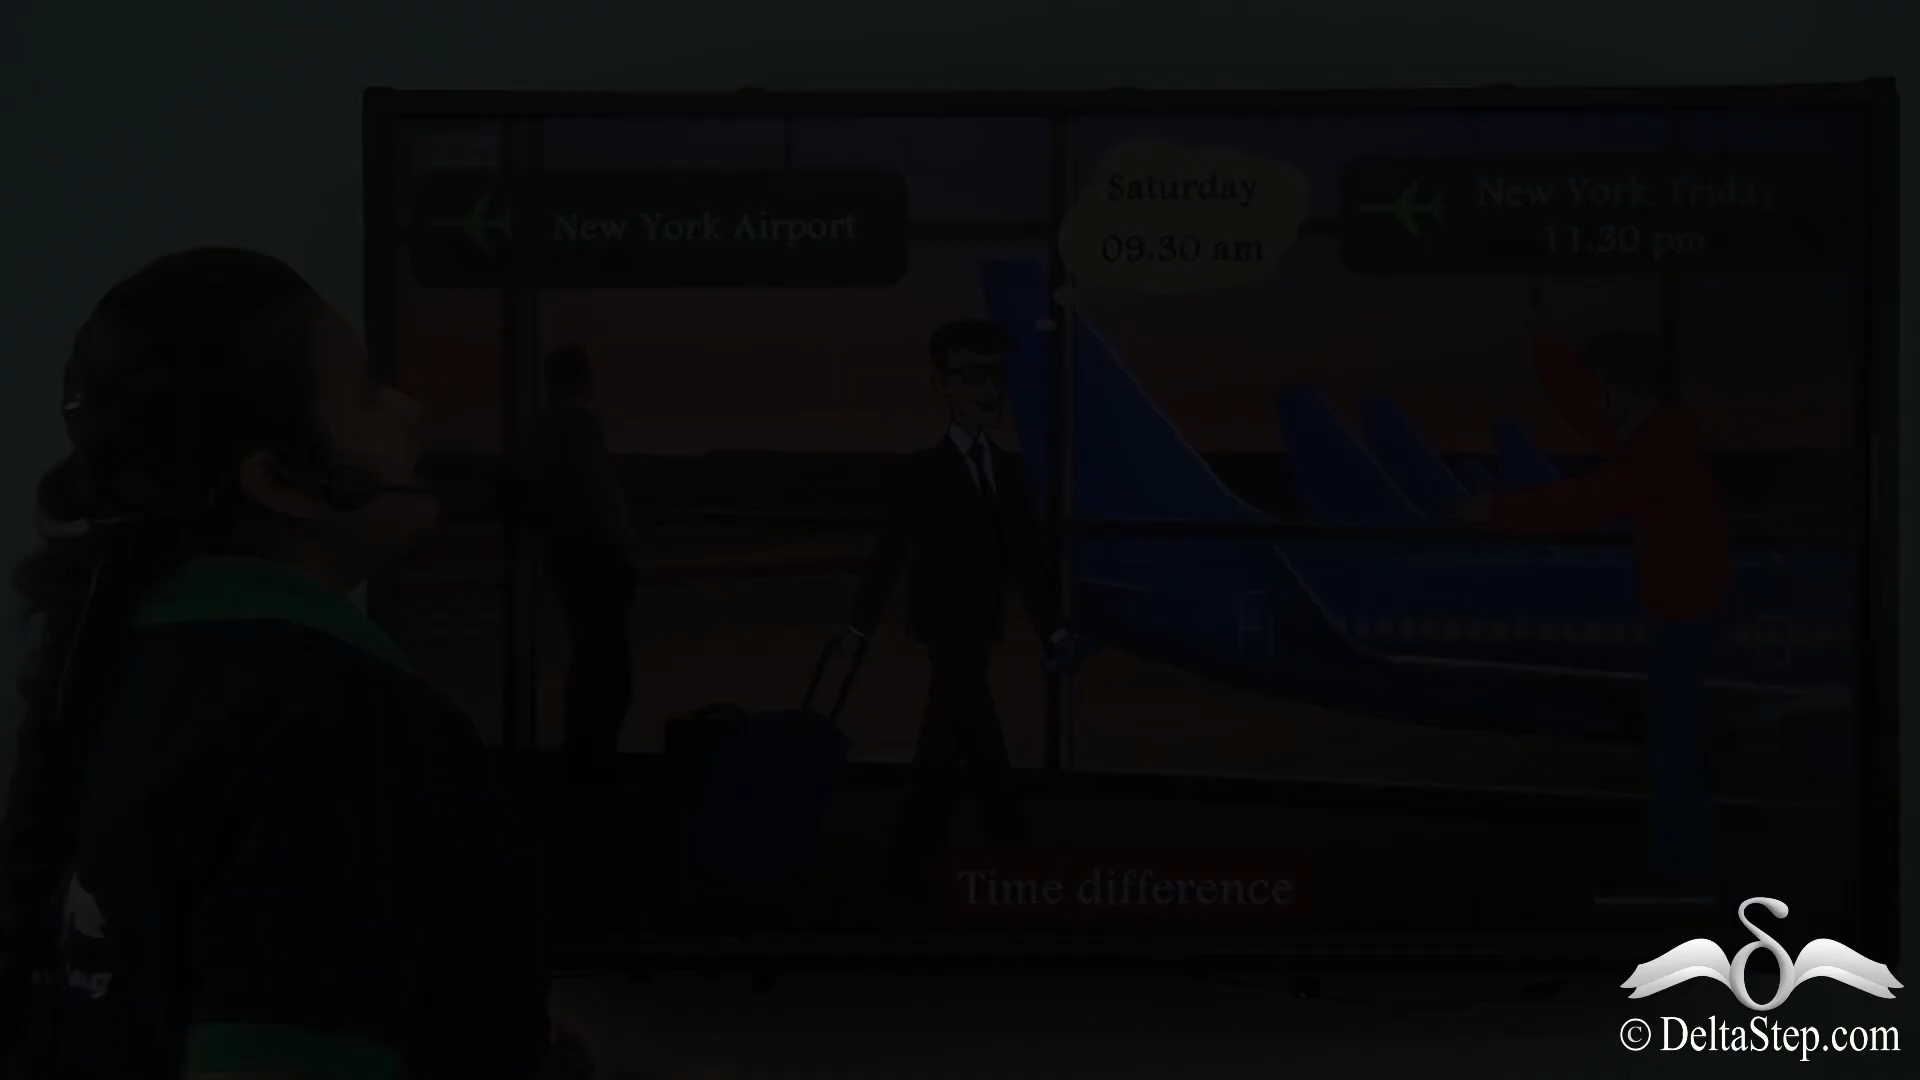 New York Airport
Saturday
09.30 am
New York, Friday
11.30 pm
Time difference
© DeltaStep.com